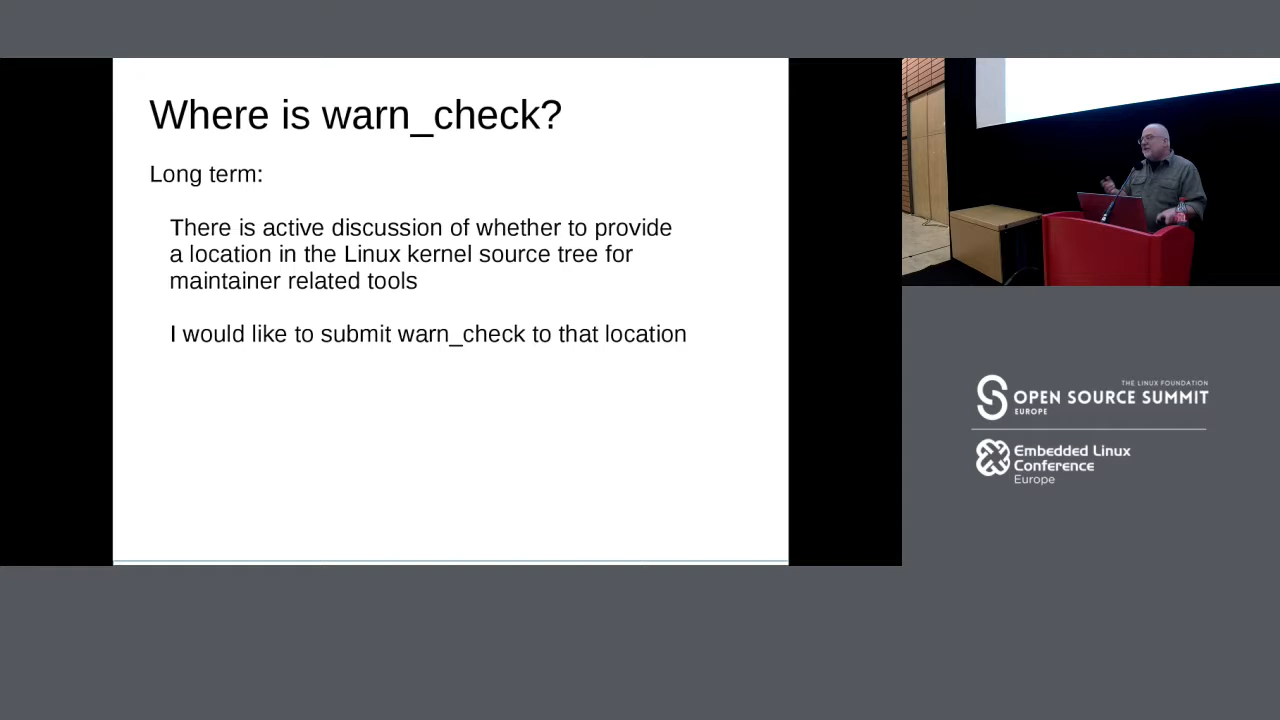 Where is warn_check?
Long term:
There is active discussion of whether to provide
a location in the Linux kernel source tree for
maintainer related tools
I would like to submit warn_check to that location
THE LINUX FOUNDATION
OPEN SOURCE SUMMIT
EUROPE
Embedded Linux
Conference
Europe